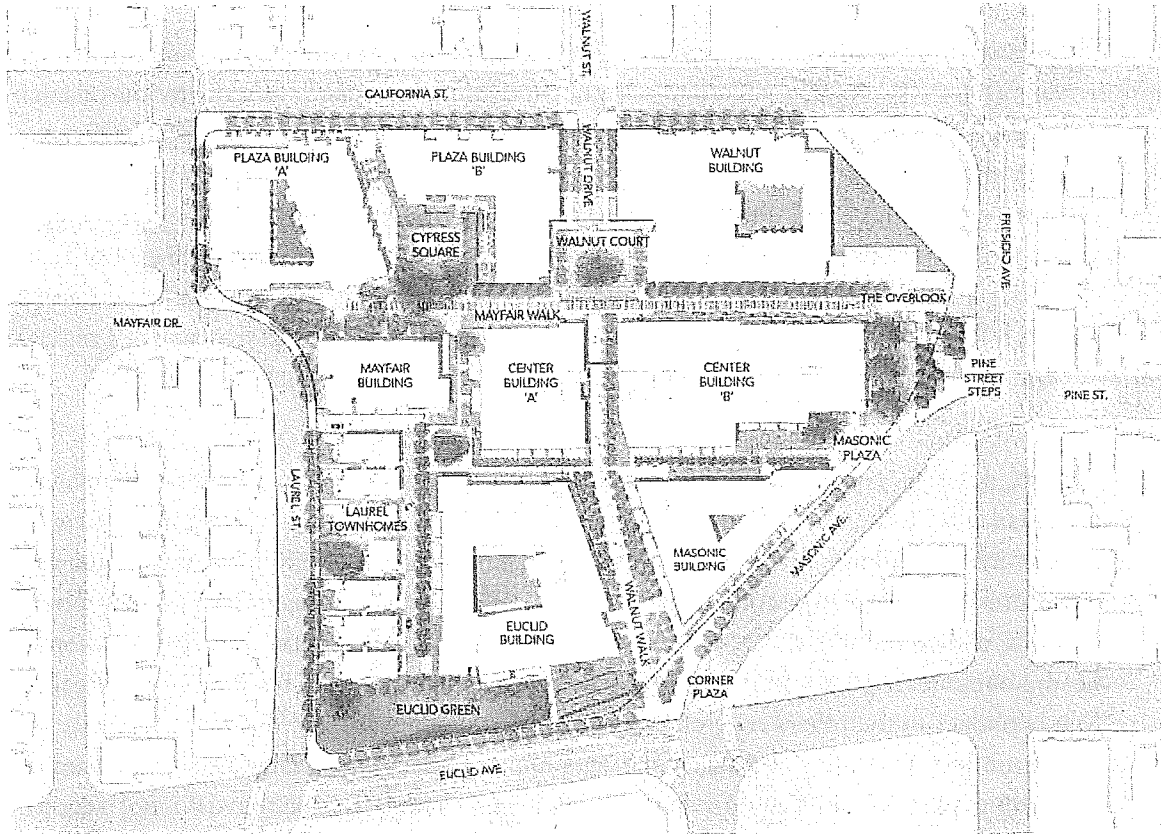 WALNUT ST.
CALIFORNIA ST.
PLAZA BUILDING
'A'
PLAZA BUILDING
'B'
WALNUT DRIVE
WALNUT
BUILDING
CYPRESS
SQUARE
WALNUT COURT
PRESIDIO AVE.
THE OVERLOOK
MAYFAIR DR.
MAYFAIR WALK
MAYFAIR
BUILDING
CENTER
BUILDING
'A'
CENTER
BUILDING
'B'
PINE
STREET
STEPS
PINE ST.
MASONIC
PLAZA
LAUREL ST.
LAUREL
TOWNHOMES
MASONIC
BUILDING
MASONIC AVE.
EUCLID
BUILDING
WALNUT WALK
CORNER
PLAZA
EUCLID GREEN
EUCLID AVE.